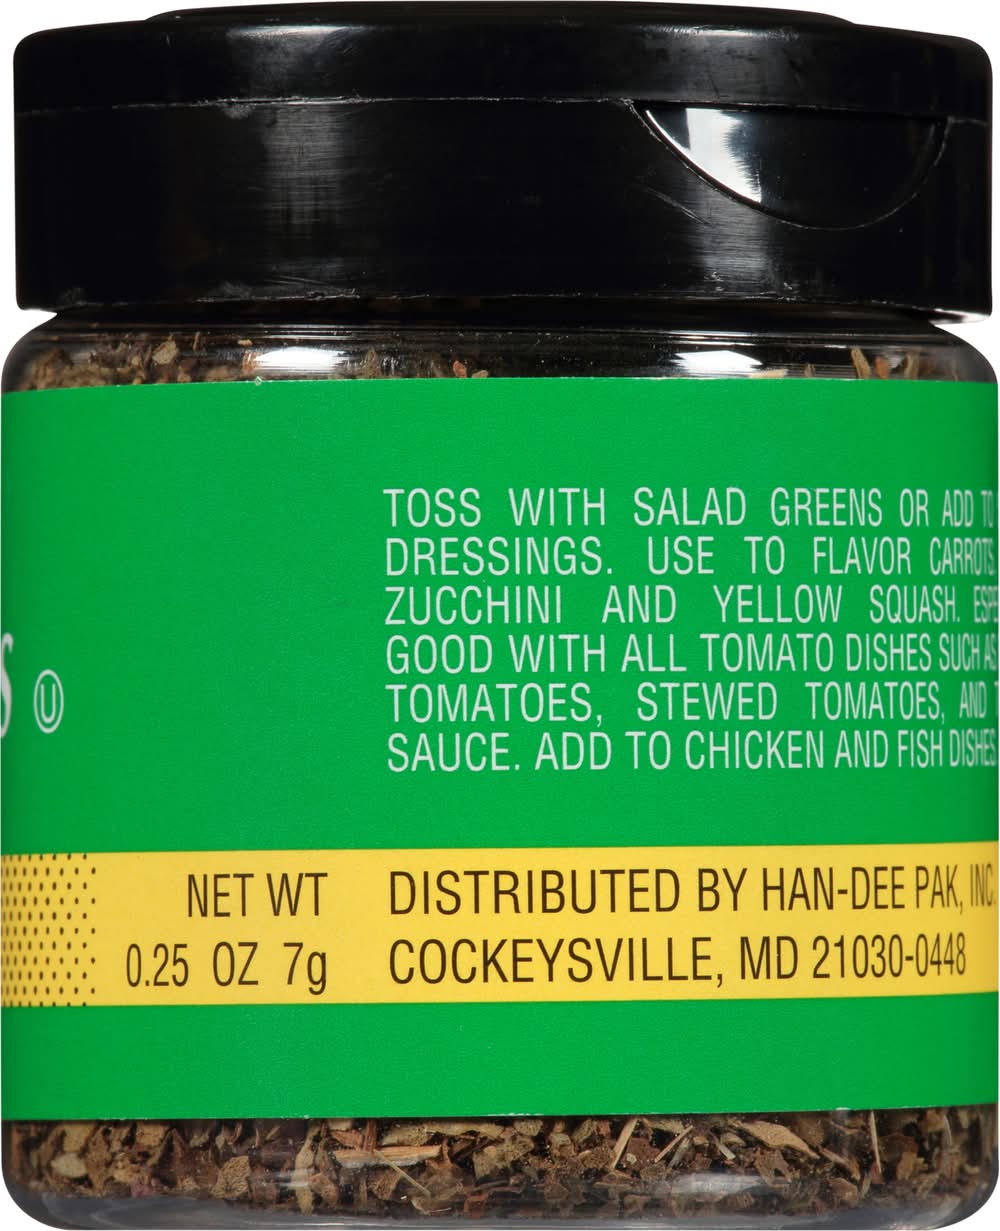 TOSS WITH SALAD GREENS OR ADD TO
DRESSINGS. USE TO FLAVOR CARROTS,
ZUCCHINI AND YELLOW SQUASH.
GOOD WITH ALL TOMATO DISHES SUCH AS
TOMATOES, STEWED TOMATOES, AND
SAUCE. ADD TO CHICKEN AND FISH DISHES.
U
NET WT
0.25 OZ 7g
DISTRIBUTED BY HAN-DEE PAK, INC.
COCKEYSVILLE, MD 21030-0448